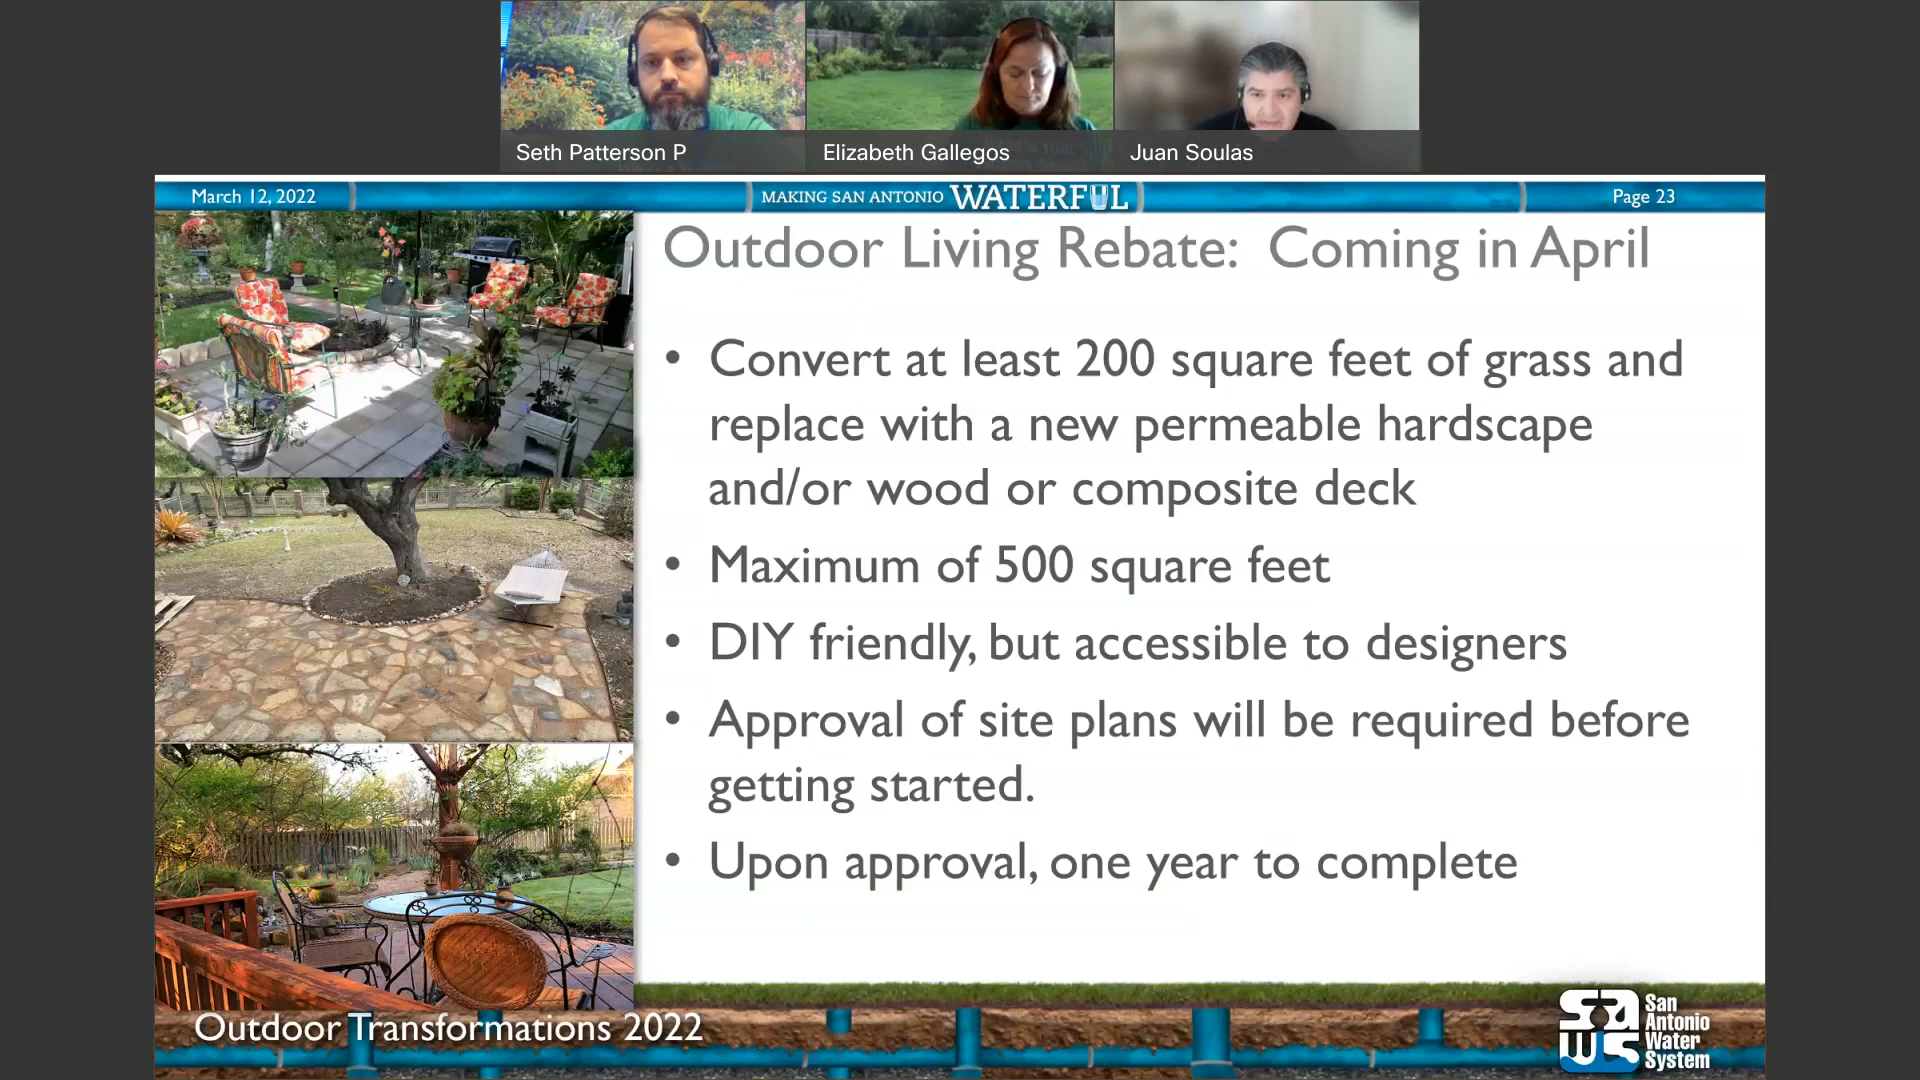 Seth Patterson P
Elizabeth Gallegos
Juan Soulas
March 12, 2022
MAKING SAN ANTONIO WATERFUL
Page 23
Outdoor Living Rebate: Coming in April
• Convert at least 200 square feet of grass and
replace with a new permeable hardscape
and/or wood or composite deck
• Maximum of 500 square feet
• DIY friendly, but accessible to designers
• Approval of site plans will be required before
getting started.
• Upon approval, one year to complete
Outdoor Transformations 2022
SAWS
San
Antonio
Water
System